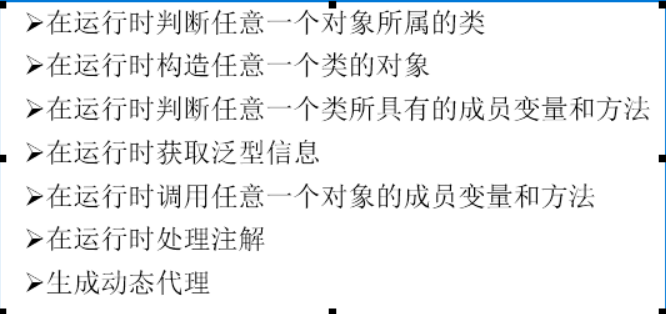 ➢在运行时判断任意一个对象所属的类
➢在运行时构造任意一个类的对象
➢在运行时判断任意一个类所具有的成员变量和方法
➢在运行时获取泛型信息
➢在运行时调用任意一个对象的成员变量和方法
➢在运行时处理注解
➢生成动态代理